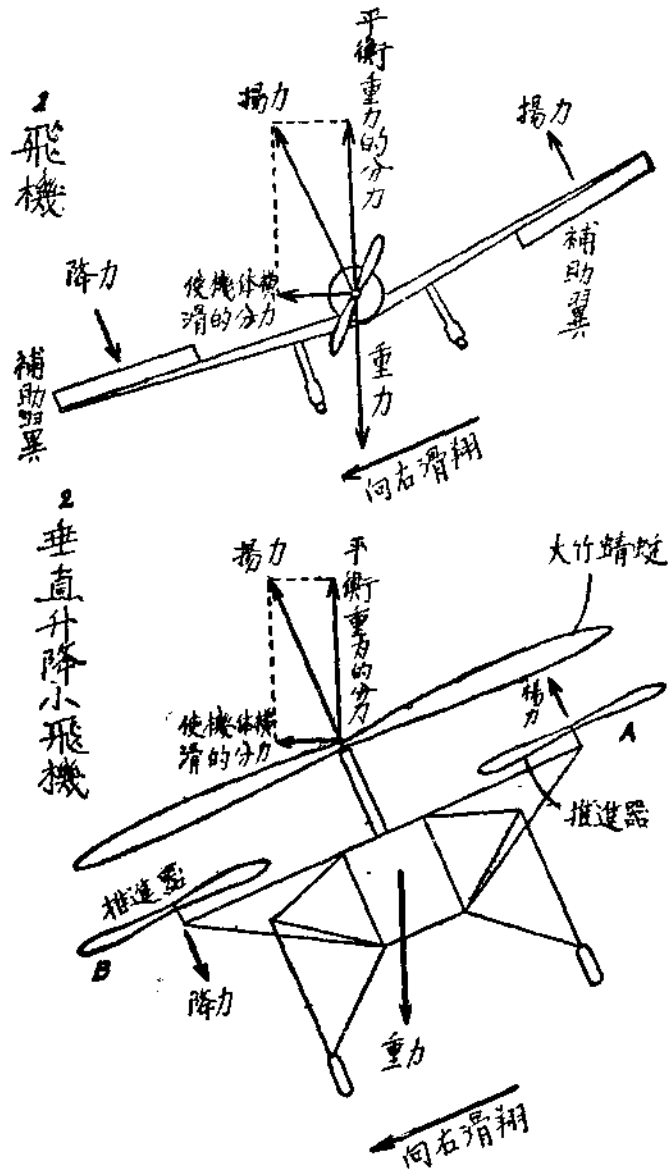 1 飛機
揚力
平衡重力的分力
揚力
補助翼
降力
使機体橫
滑的分力
補助翼
重力
向右滑翔
2 垂直升降小飛機
揚力
平衡重力的分力
大竹蜻蜓
使機体橫
滑的分力
揚力
A
推進器
推進器
B
降力
重力
向右滑翔